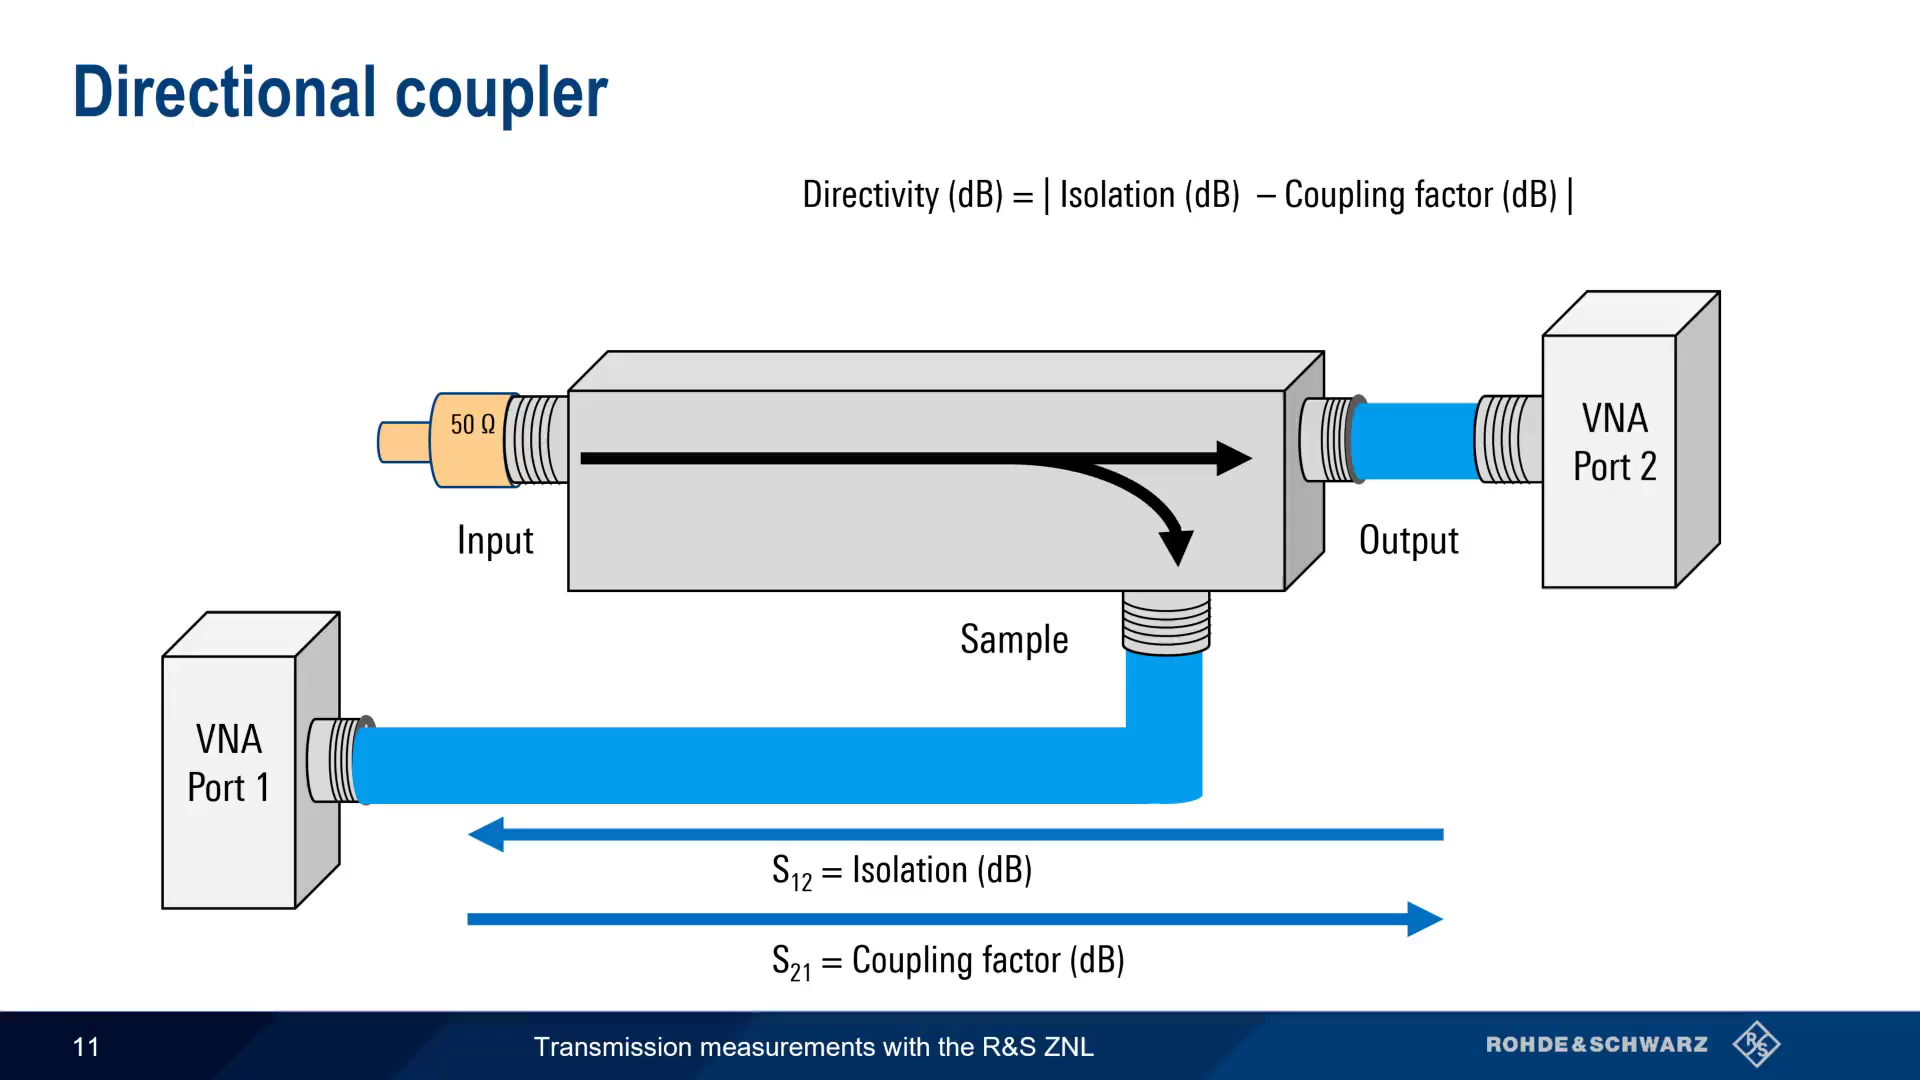 Directional coupler
Directivity (dB) = | Isolation (dB) – Coupling factor (dB) |
50 Ω
VNA
Port 2
Input
Output
Sample
VNA
Port 1
S12 = Isolation (dB)
S21 = Coupling factor (dB)
11
Transmission measurements with the R&S ZNL
ROHDE&SCHWARZ
R&S